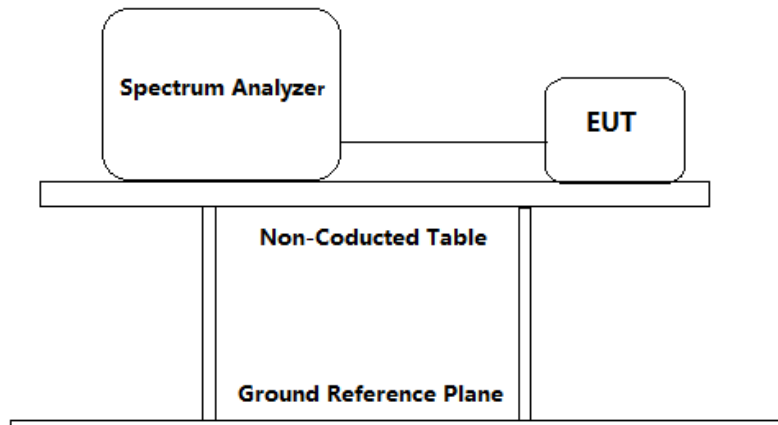 Spectrum Analyzer
EUT
Non-Coducted Table
Ground Reference Plane